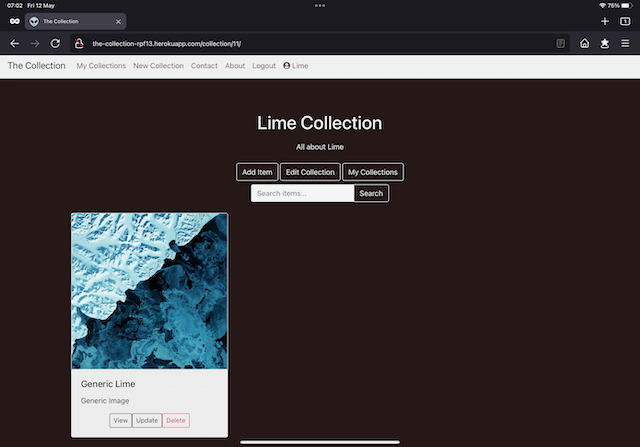 07:02 Fri 12 May
75%
The Collection
the-collection-rpf13.herokuapp.com/collection/11/
The Collection My Collections New Collection Contact About Logout Lime
Lime Collection
All about Lime
Add Item Edit Collection My Collections
Search items... Search
Generic Lime
Generic Image
View Update Delete